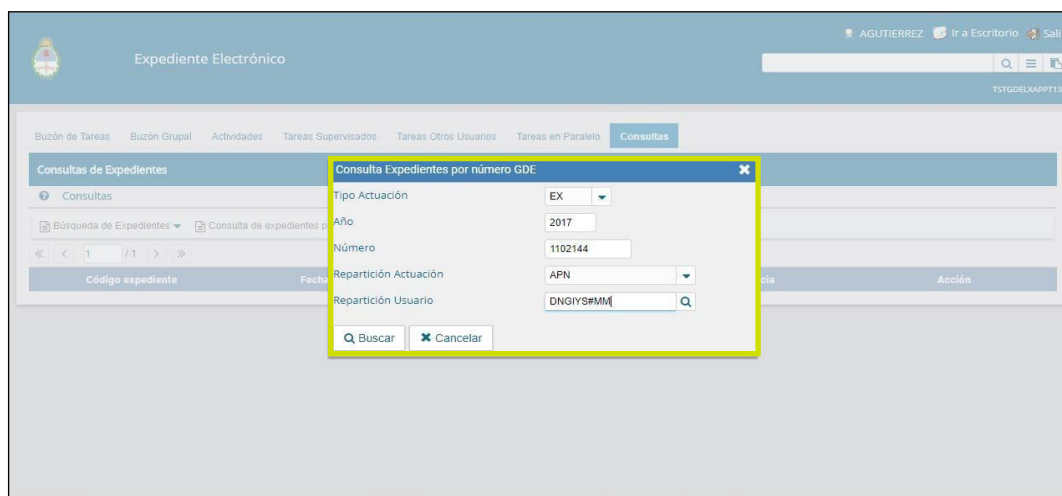 AGUTIERREZ Ir a Escritorio Sali
Expediente Electrónico
TSTGDELXAPPT13
Buzón de Tareas Buzón Grupal Actividades Tareas Supervisados Tareas Otros Usuarios Tareas en Paralelo Consultas
Consultas de Expedientes
Consultas
Búsqueda de Expedientes Consulta de expedientes p
1 / 1
Código expediente Fecha cia Acción
Consulta Expedientes por número GDE
Tipo Actuación EX
Año 2017
Número 1102144
Repartición Actuación APN
Repartición Usuario DNGIYS#MM
Buscar Cancelar